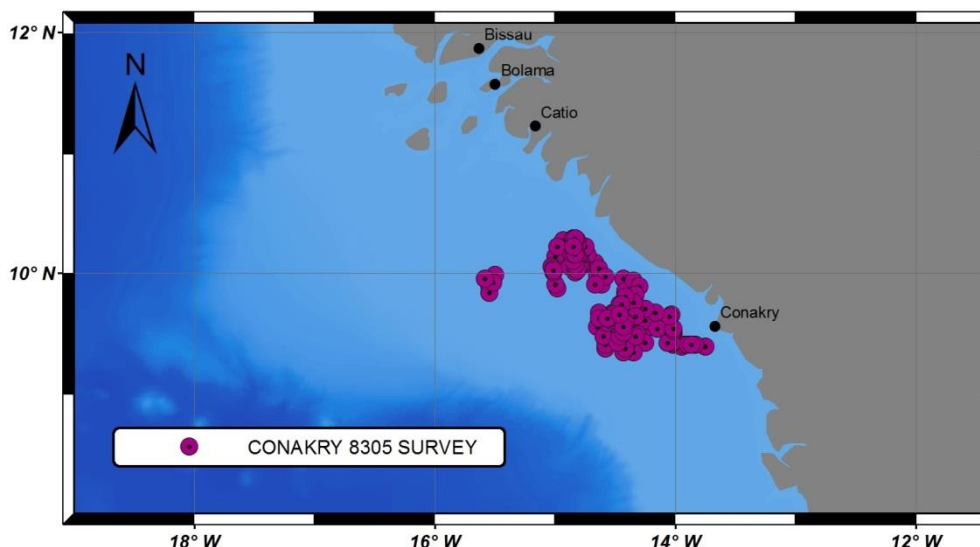 12° N
Bissau
N
Bolama
Catio
10° N
Conakry
CONAKRY 8305 SURVEY
18° W
16° W
14° W
12° W